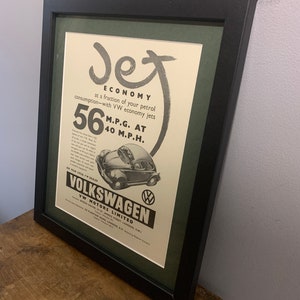 Jet
ECONOMY
at a fraction of your petrol
consumption—with VW economy jets
56 M.P.G. AT
40 M.P.H.
VOLKSWAGEN
VW MOTORS LIMITED